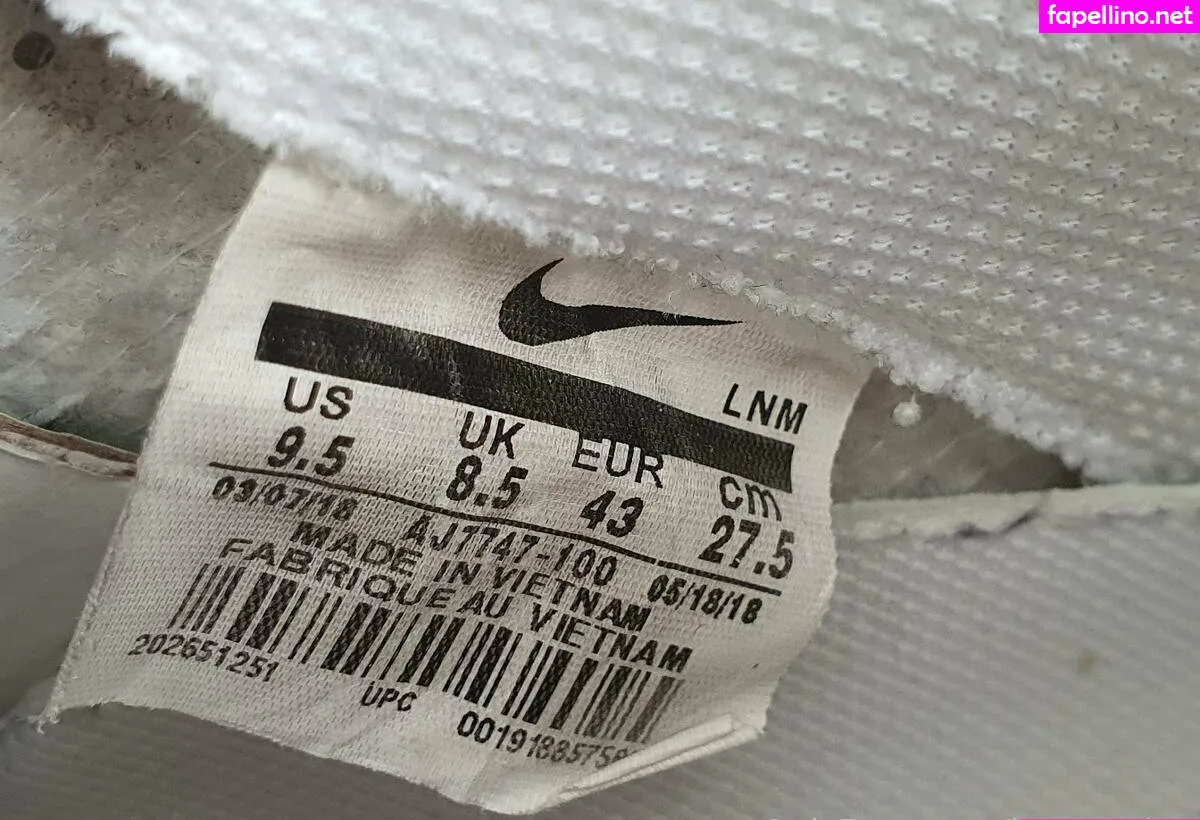 fapellino.net
LNM
US UK EUR cm
9.5 8.5 43 27.5
03/07/18 AJ7747-100 05/18/18
MADE IN VIETNAM
FABRIQUE AU VIETNAM
202651251 UPC